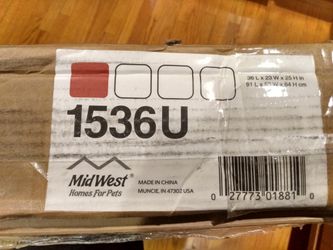 36 L x 23 W x 25 H in
91 L x 58 W x 64 H cm
1536U
MidWest®
Homes For Pets
MADE IN CHINA
MUNCIE, IN 47302 USA
0 27773 01881 0